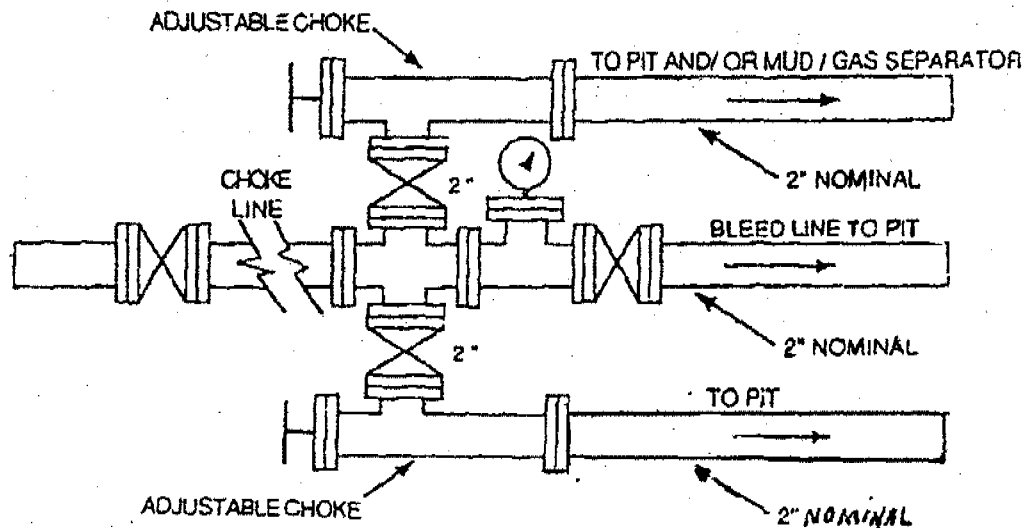 ADJUSTABLE CHOKE
TO PIT AND/OR MUD / GAS SEPARATOR
2" NOMINAL
2"
CHOKE
LINE
BLEED LINE TO PIT
2" NOMINAL
2"
TO PIT
ADJUSTABLE CHOKE
2" NOMINAL